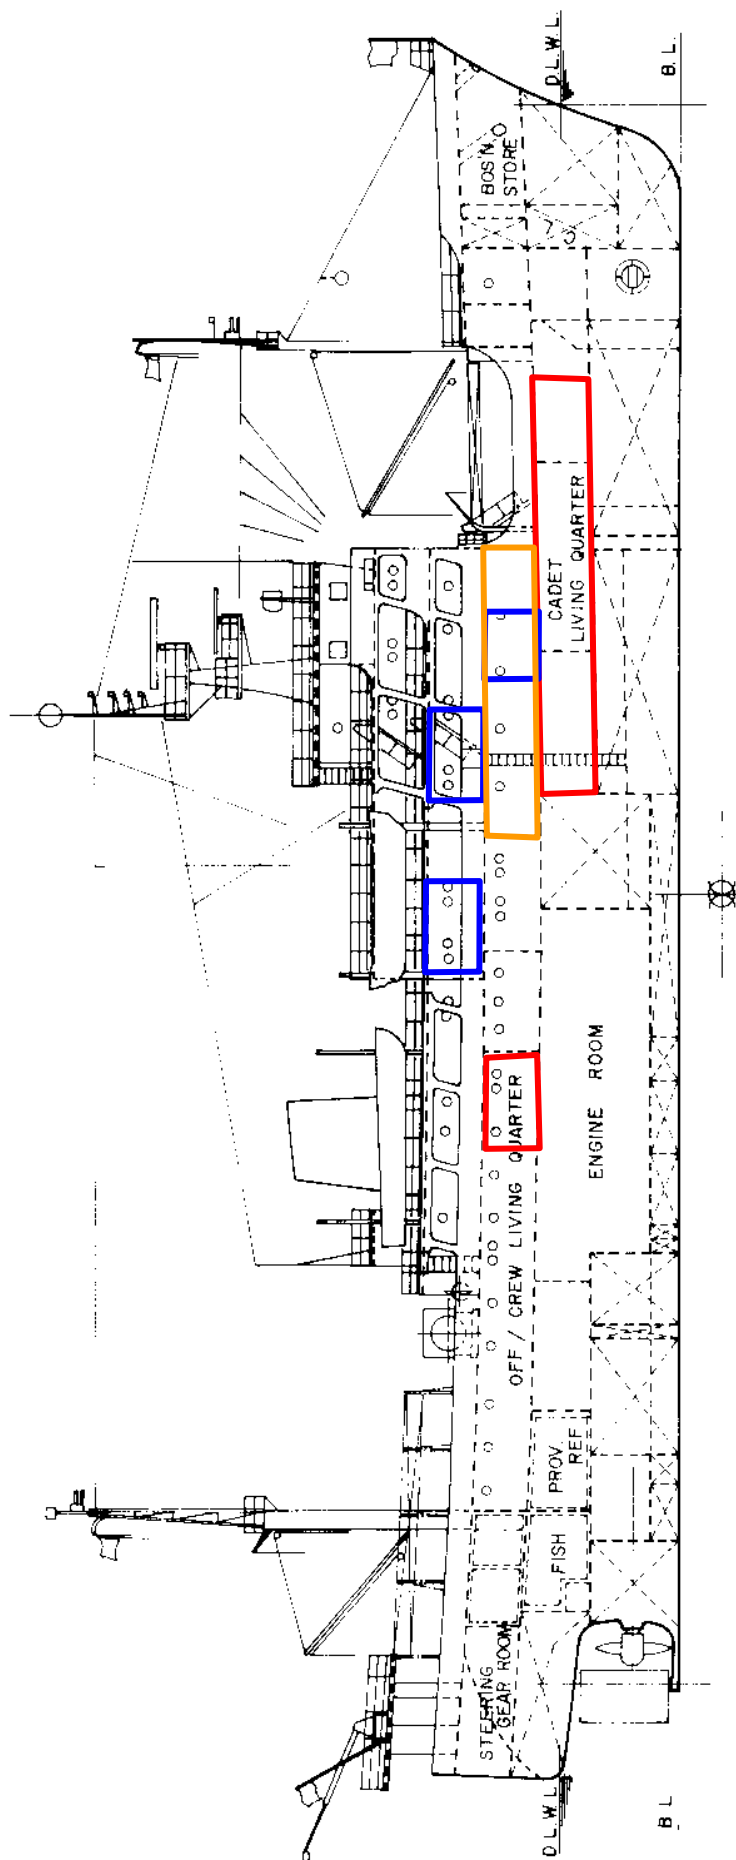 D.L.W.L.
B.L.
BOS'N
STORE
CADET
LIVING QUARTER
ENGINE ROOM
OFF / CREW LIVING QUARTER
PROV.
REF
FISH
STEERING
GEAR ROOM
D.L.W.L.
B L